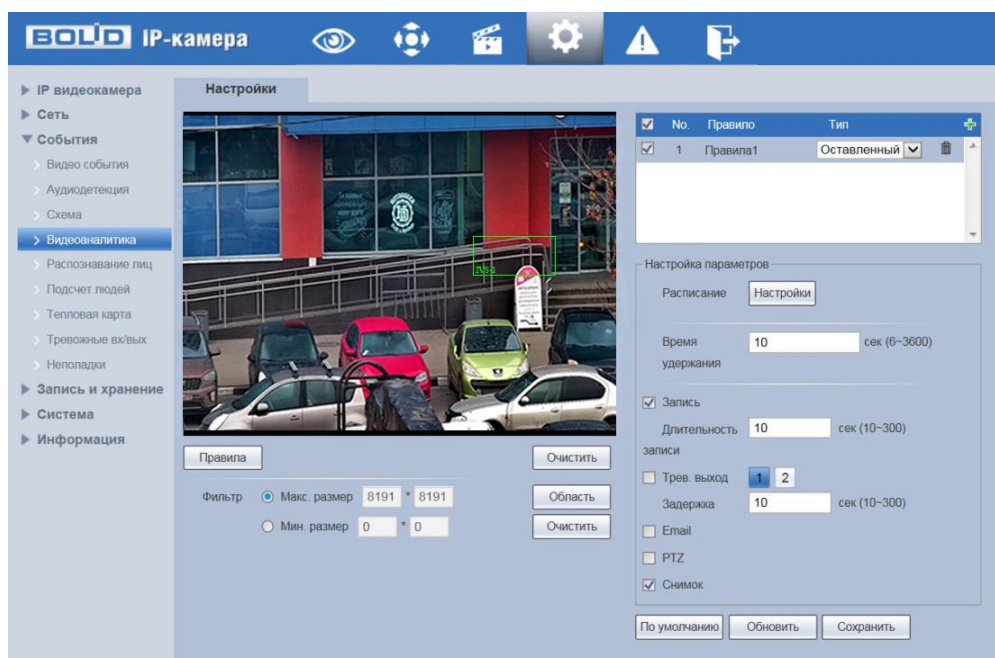 BOLID IP-камера
IP видеокамера
Сеть
События
Видео события
Аудиодетекция
Схема
Видеоаналитика
Распознавание лиц
Подсчет людей
Тепловая карта
Тревожные вх/вых
Неполадки
Запись и хранение
Система
Информация
Настройки
IVS-1
Правила
Очистить
Фильтр Макс. размер 8191 * 8191 Область
Мин. размер 0 * 0 Очистить
No. Правило Тип
1 Правила1 Оставленный
Настройка параметров
Расписание Настройки
Время 10 сек (6~3600)
удержания
Запись
Длительность 10 сек (10~300)
записи
Трев. выход 1 2
Задержка 10 сек (10~300)
Email
PTZ
Снимок
По умолчанию Обновить Сохранить